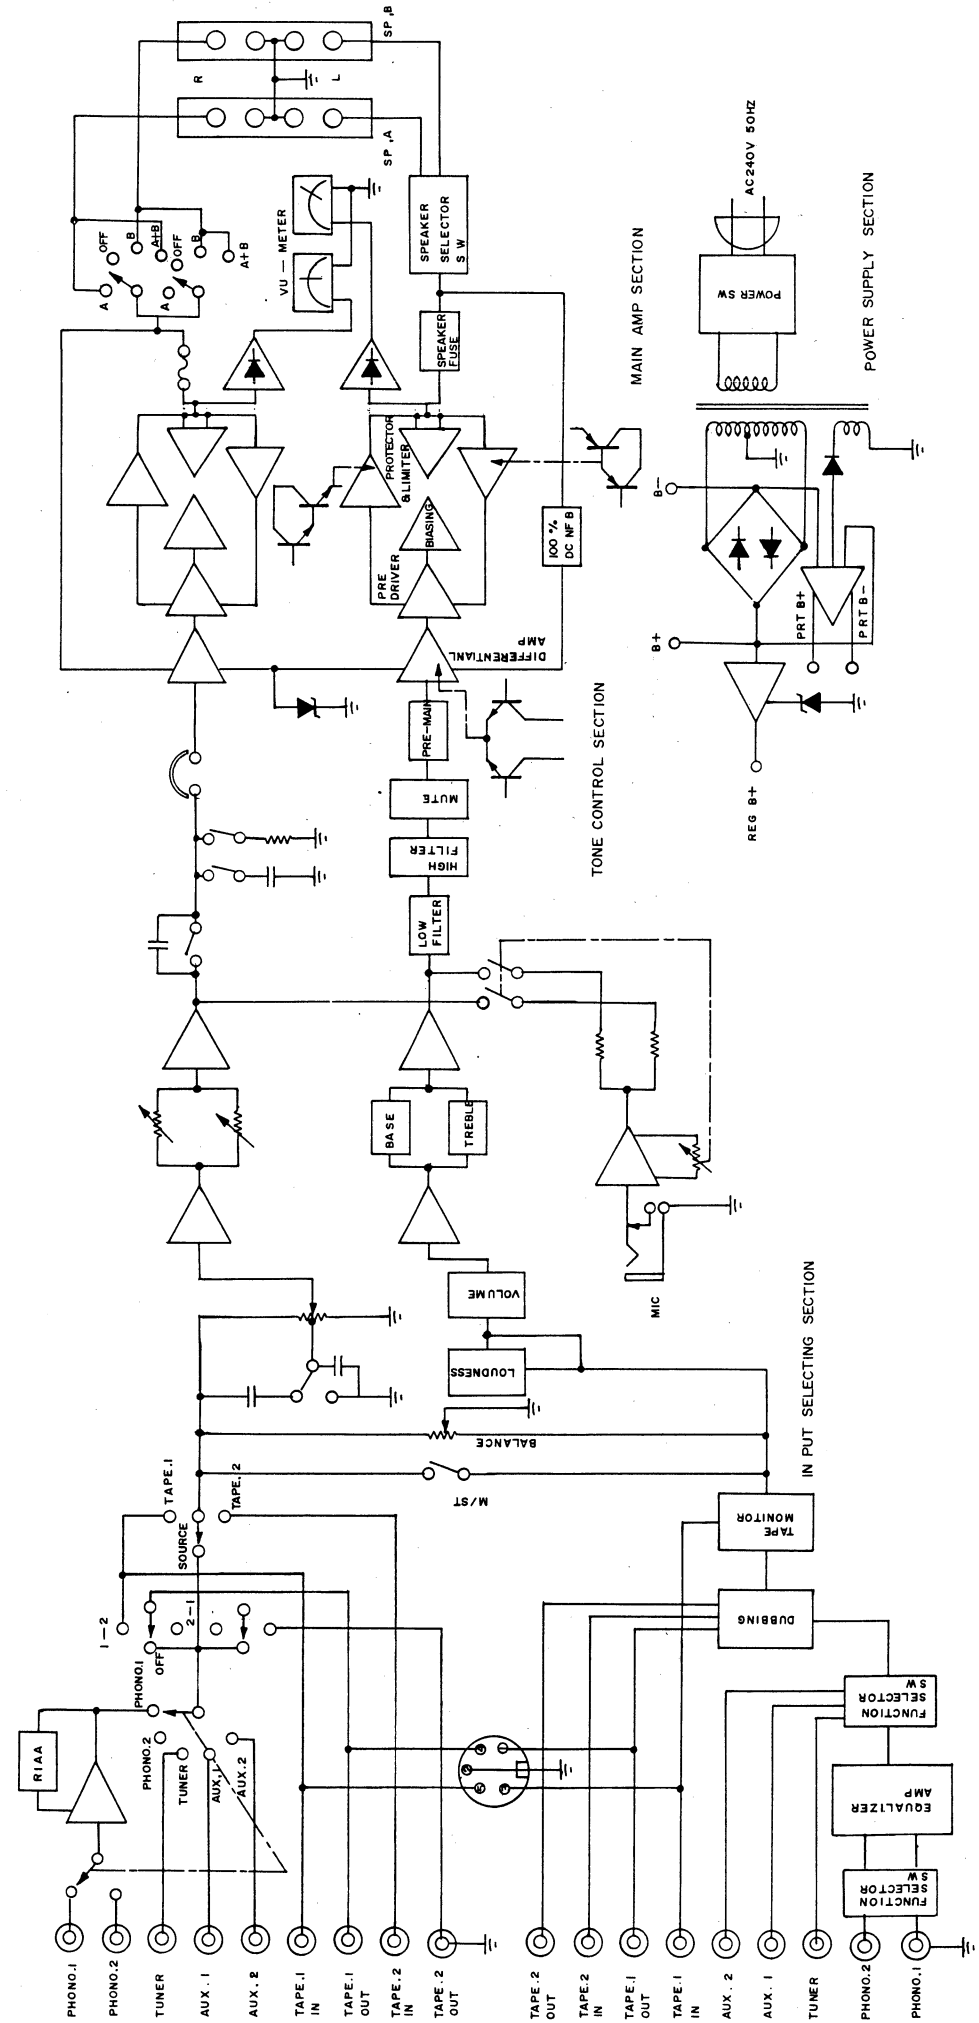 SP,B
R
L
SP,A
A
OFF
B
A+B
A
OFF
B
A+B
VU — METER
SPEAKER
SELECTOR
SW
SPEAKER
FUSE
MAIN AMP SECTION
AC240V 50HZ
POWER SW
POWER SUPPLY SECTION
PROTECTOR
&LIMITER
BIASING
PRE
DRIVER
100 %
DC NF B
DIFFERENTIANL
AMP
B-
B+
PRT B+
PRT B-
REG B+
PRE-MAIN
MUTE
HIGH
FILTER
LOW
FILTER
TONE CONTROL SECTION
BASE
TREBLE
MIC
VOLUME
LOUDNESS
BALANCE
M/ST
IN PUT SELECTING SECTION
TAPE.1
SOURCE
TAPE.2
TAPE
MONITOR
DUBBING
1—2
OFF
2—1
PHONO.1
PHONO.2
TUNER
AUX.1
AUX.2
RIAA
FUNCTION
SELECTOR
SW
EQUALIZER
AMP
FUNCTION
SELECTOR
SW
PHONO.1
PHONO.2
TUNER
AUX.1
AUX.2
TAPE.1
IN
TAPE.1
OUT
TAPE.2
IN
TAPE.2
OUT
TAPE.2
OUT
TAPE.2
IN
TAPE.1
OUT
TAPE.1
IN
AUX.2
AUX.1
TUNER
PHONO.2
PHONO.1